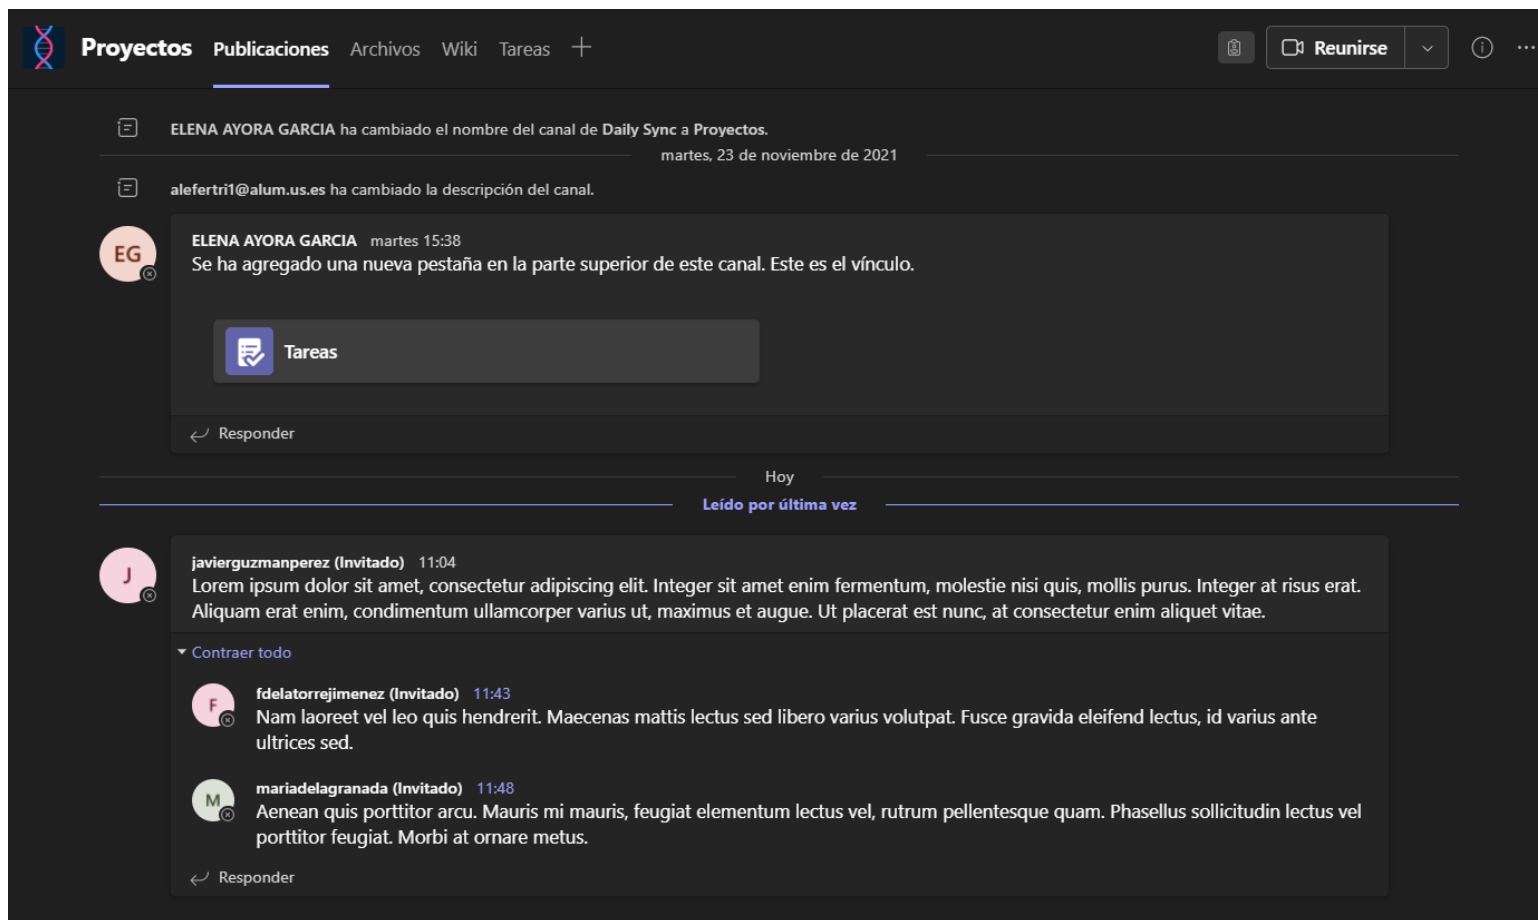 Proyectos Publicaciones Archivos Wiki Tareas Reunirse
ELENA AYORA GARCIA ha cambiado el nombre del canal de Daily Sync a Proyectos.
martes, 23 de noviembre de 2021
alefertri1@alum.us.es ha cambiado la descripción del canal.
EG
ELENA AYORA GARCIA martes 15:38
Se ha agregado una nueva pestaña en la parte superior de este canal. Este es el vínculo.
Tareas
Responder
Hoy
Leído por última vez
J
javierguzmanperez (Invitado) 11:04
Lorem ipsum dolor sit amet, consectetur adipiscing elit. Integer sit amet enim fermentum, molestie nisi quis, mollis purus. Integer at risus erat.
Aliquam erat enim, condimentum ullamcorper varius ut, maximus et augue. Ut placerat est nunc, at consectetur enim aliquet vitae.
Contraer todo
F
fdelatorrejimenez (Invitado) 11:43
Nam laoreet vel leo quis hendrerit. Maecenas mattis lectus sed libero varius volutpat. Fusce gravida eleifend lectus, id varius ante
ultrices sed.
M
mariadelagranada (Invitado) 11:48
Aenean quis porttitor arcu. Mauris mi mauris, feugiat elementum lectus vel, rutrum pellentesque quam. Phasellus sollicitudin lectus vel
porttitor feugiat. Morbi at ornare metus.
Responder